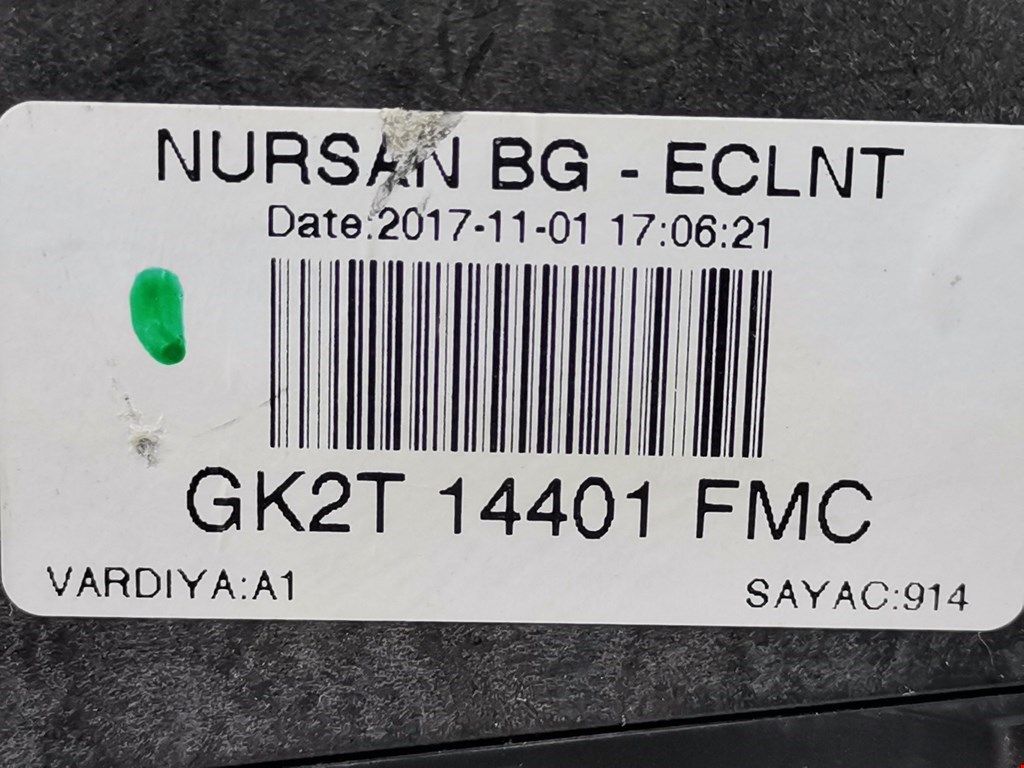 NURSAN BG - ECLNT
Date:2017-11-01 17:06:21
GK2T 14401 FMC
VARDIYA:A1
SAYAC:914